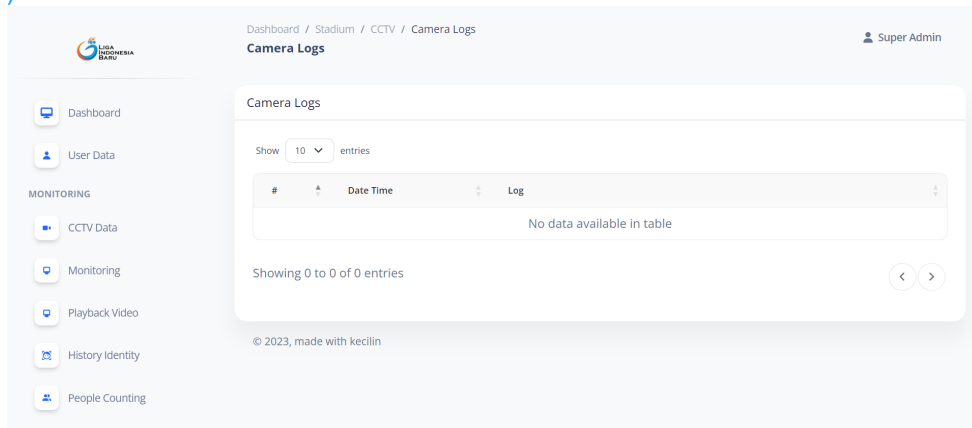 Dashboard / Stadium / CCTV / Camera Logs
Camera Logs
Super Admin
LIGA
INDONESIA
BARU
Dashboard
User Data
MONITORING
CCTV Data
Monitoring
Playback Video
History Identity
People Counting
Camera Logs
Show 10 entries
# Date Time Log
No data available in table
Showing 0 to 0 of 0 entries
© 2023, made with kecilin